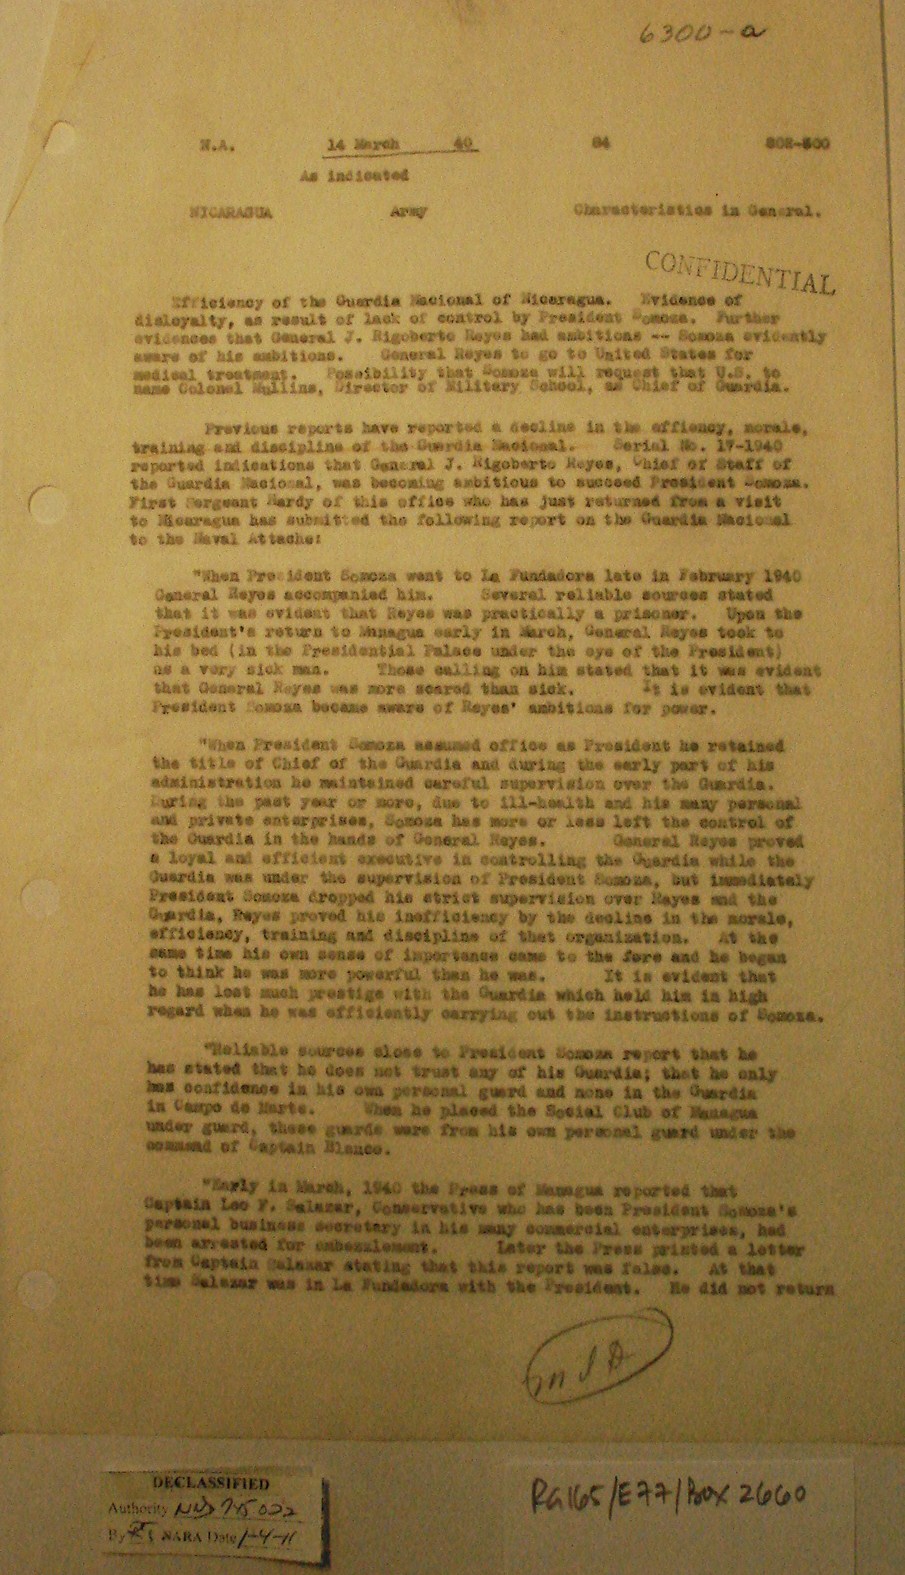 6300-a
N.A. 14 March 40 84 802-500
As indicated
NICARAGUA Army Characteristics in General.
CONFIDENTIAL
Efficiency of the Guardia Nacional of Nicaragua. Evidence of
disloyalty, as result of lack of control by President Somoza. Further
evidences that General J. Rigoberto Reyes had ambitions -- Somoza evidently
aware of his ambitions. General Reyes to go to United States for
medical treatment. Possibility that Somoza will request that U.S. to
name Colonel Mullins, Director of Military School, as Chief of Guardia.
Previous reports have reported a decline in the effiency, morale,
training and discipline of the Guardia Nacional. Serial No. 17-1940
reported indications that General J. Rigoberto Reyes, Chief of Staff of
the Guardia Nacional, was becoming ambitious to succeed President Somoza.
First Sergeant Hardy of this office who has just returned from a visit
to Nicaragua has submitted the following report on the Guardia Nacional
to the Naval Attache:
"When President Somoza went to La Fundadora late in February 1940
General Reyes accompanied him. Several reliable sources stated
that it was evident that Reyes was practically a prisoner. Upon the
President's return to Managua early in March, General Reyes took to
his bed (in the Presidential Palace under the eye of the President)
as a very sick man. Those calling on him stated that it was evident
that General Reyes was more scared than sick. It is evident that
President Somoza became aware of Reyes' ambitions for power.
"When President Somoza assumed office as President he retained
the title of Chief of the Guardia and during the early part of his
administration he maintained careful supervision over the Guardia.
During the past year or more, due to ill-health and his many personal
and private enterprises, Somoza has more or less left the control of
the Guardia in the hands of General Reyes. General Reyes proved
a loyal and efficient executive in controlling the Guardia while the
Guardia was under the supervision of President Somoza, but immediately
President Somoza dropped his strict supervision over Reyes and the
Guardia, Reyes proved his inefficiency by the decline in the morale,
efficiency, training and discipline of that organization. At the
same time his own sense of importance came to the fore and he began
to think he was more powerful than he was. It is evident that
he has lost much prestige with the Guardia which held him in high
regard when he was efficiently carrying out the instructions of Somoza.
"Reliable sources close to President Somoza report that he
has stated that he does not trust any of his Guardia; that he only
has confidence in his own personal guard and none in the Guardia
in Campo de Marte. When he placed the Social Club of Managua
under guard, these guards were from his own personal guard under the
command of Captain Blanco.
"Early in March, 1940 the Press of Managua reported that
Captain Leo F. Salazar, Conservative who has been President Somoza's
personal business secretary in his many commercial enterprises, had
been arrested for embezzlement. Later the Press printed a letter
from Captain Salazar stating that this report was false. At that
time Salazar was in La Fundadora with the President. He did not return
MID
DECLASSIFIED
Authority NND 745022
By NARA Date 1-4-11
RG165/E77/Box 2660